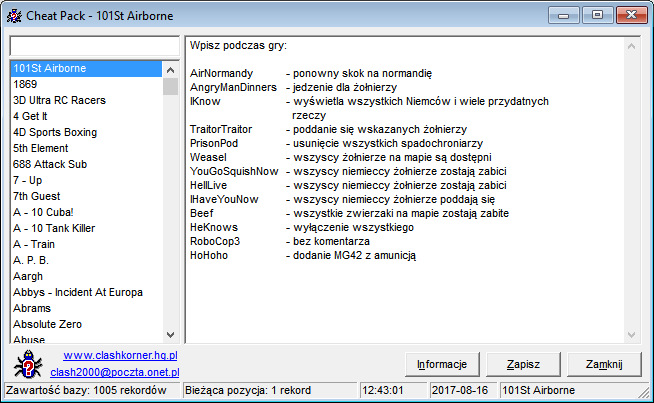 Cheat Pack - 101St Airborne
101St Airborne
1869
3D Ultra RC Racers
4 Get It
4D Sports Boxing
5th Element
688 Attack Sub
7 - Up
7th Guest
A - 10 Cuba!
A - 10 Tank Killer
A - Train
A. P. B.
Aargh
Abbys - Incident At Europa
Abrams
Absolute Zero
Abuse
Wpisz podczas gry:
AirNormandy - ponowny skok na normandię
AngryManDinners - jedzenie dla żołnierzy
IKnow - wyświetla wszystkich Niemców i wiele przydatnych
rzeczy
TraitorTraitor - poddanie się wskazanych żołnierzy
PrisonPod - usunięcie wszystkich spadochroniarzy
Weasel - wszyscy żołnierze na mapie są dostępni
YouGoSquishNow - wszyscy niemieccy żołnierze zostają zabici
HellLive - wszyscy niemieccy żołnierze zostają zabici
IHaveYouNow - wszyscy niemieccy żołnierze poddają się
Beef - wszystkie zwierzaki na mapie zostają zabite
HeKnows - wyłączenie wszystkiego
RoboCop3 - bez komentarza
HoHoho - dodanie MG42 z amunicją
www.clashkorner.hg.pl
clash2000@poczta.onet.pl
Informacje
Zapisz
Zamknij
Zawartość bazy: 1005 rekordów
Bieżąca pozycja: 1 rekord
12:43:01
2017-08-16
101St Airborne